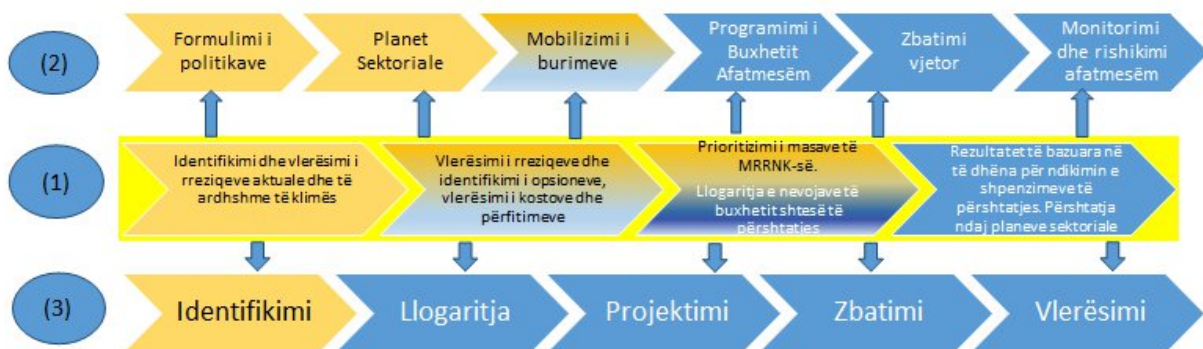 (2)
Formulimi i
politikave
Planet
Sektoriale
Mobilizimi i
burimeve
Programimi i
Buxhetit
Afatmesëm
Zbatimi
vjetor
Monitorimi
dhe rishikimi
afatmesëm
(1)
Identifikimi dhe vlerësimi i
rreziqeve aktuale dhe të
ardhshme të klimës
Vlerësimi i rreziqeve dhe
identifikimi i opsioneve,
vlerësimi i kostove dhe
përfitimeve
Prioritizimi i masave të
MRRNK-së.
Llogaritja e nevojave të
buxhetit shtesë të
përshtatjes
Rezultatet të bazuara në
të dhëna për ndikimin e
shpenzimeve të
përshtatjes. Përshtatja
ndaj planeve sektoriale
(3)
Identifikimi
Llogaritja
Projektimi
Zbatimi
Vlerësimi